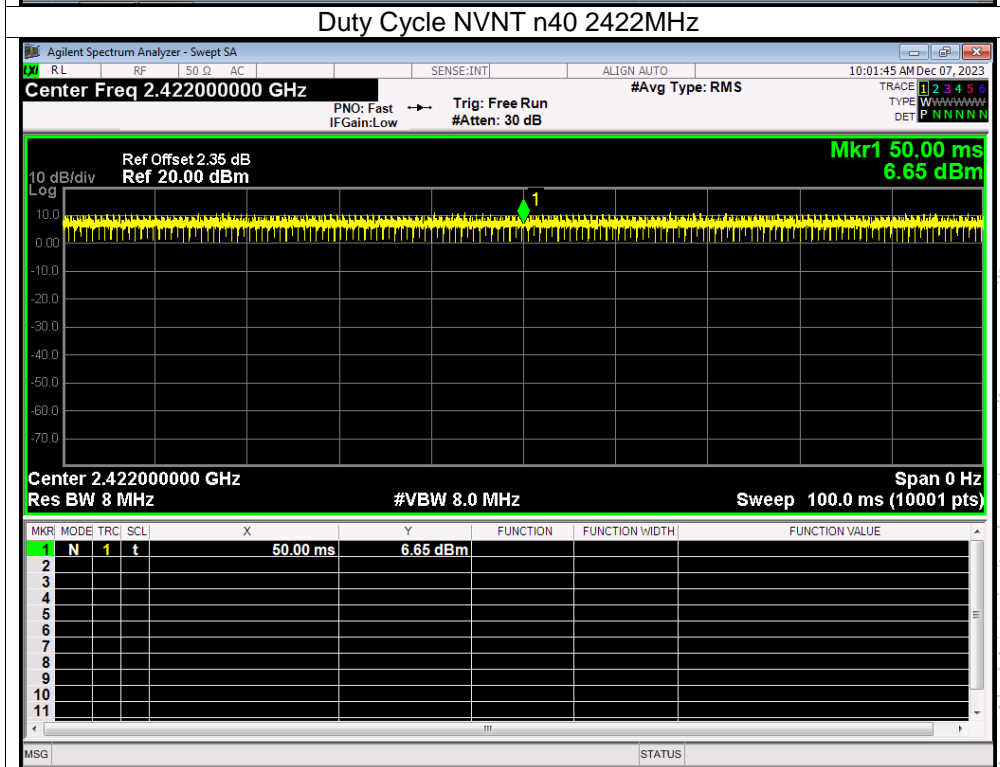 Duty Cycle NVNT n40 2422MHz
Agilent Spectrum Analyzer - Swept SA
LXI RL RF 50 Ω AC SENSE:INT ALIGN AUTO 10:01:45 AM Dec 07, 2023
Center Freq 2.422000000 GHz #Avg Type: RMS TRACE 1 2 3 4 5 6
PNO: Fast Trig: Free Run TYPE WWWWWW
IFGain:Low #Atten: 30 dB DET P N N N N N
Mkr1 50.00 ms
Ref Offset 2.35 dB
10 dB/div Ref 20.00 dBm 6.65 dBm
Log
1
10.0
0.00
-10.0
-20.0
-30.0
-40.0
-50.0
-60.0
-70.0
Center 2.422000000 GHz Span 0 Hz
Res BW 8 MHz #VBW 8.0 MHz Sweep 100.0 ms (10001 pts)
MKR MODE TRC SCL X Y FUNCTION FUNCTION WIDTH FUNCTION VALUE
1 N 1 t 50.00 ms 6.65 dBm
2
3
4
5
6
7
8
9
10
11
MSG STATUS